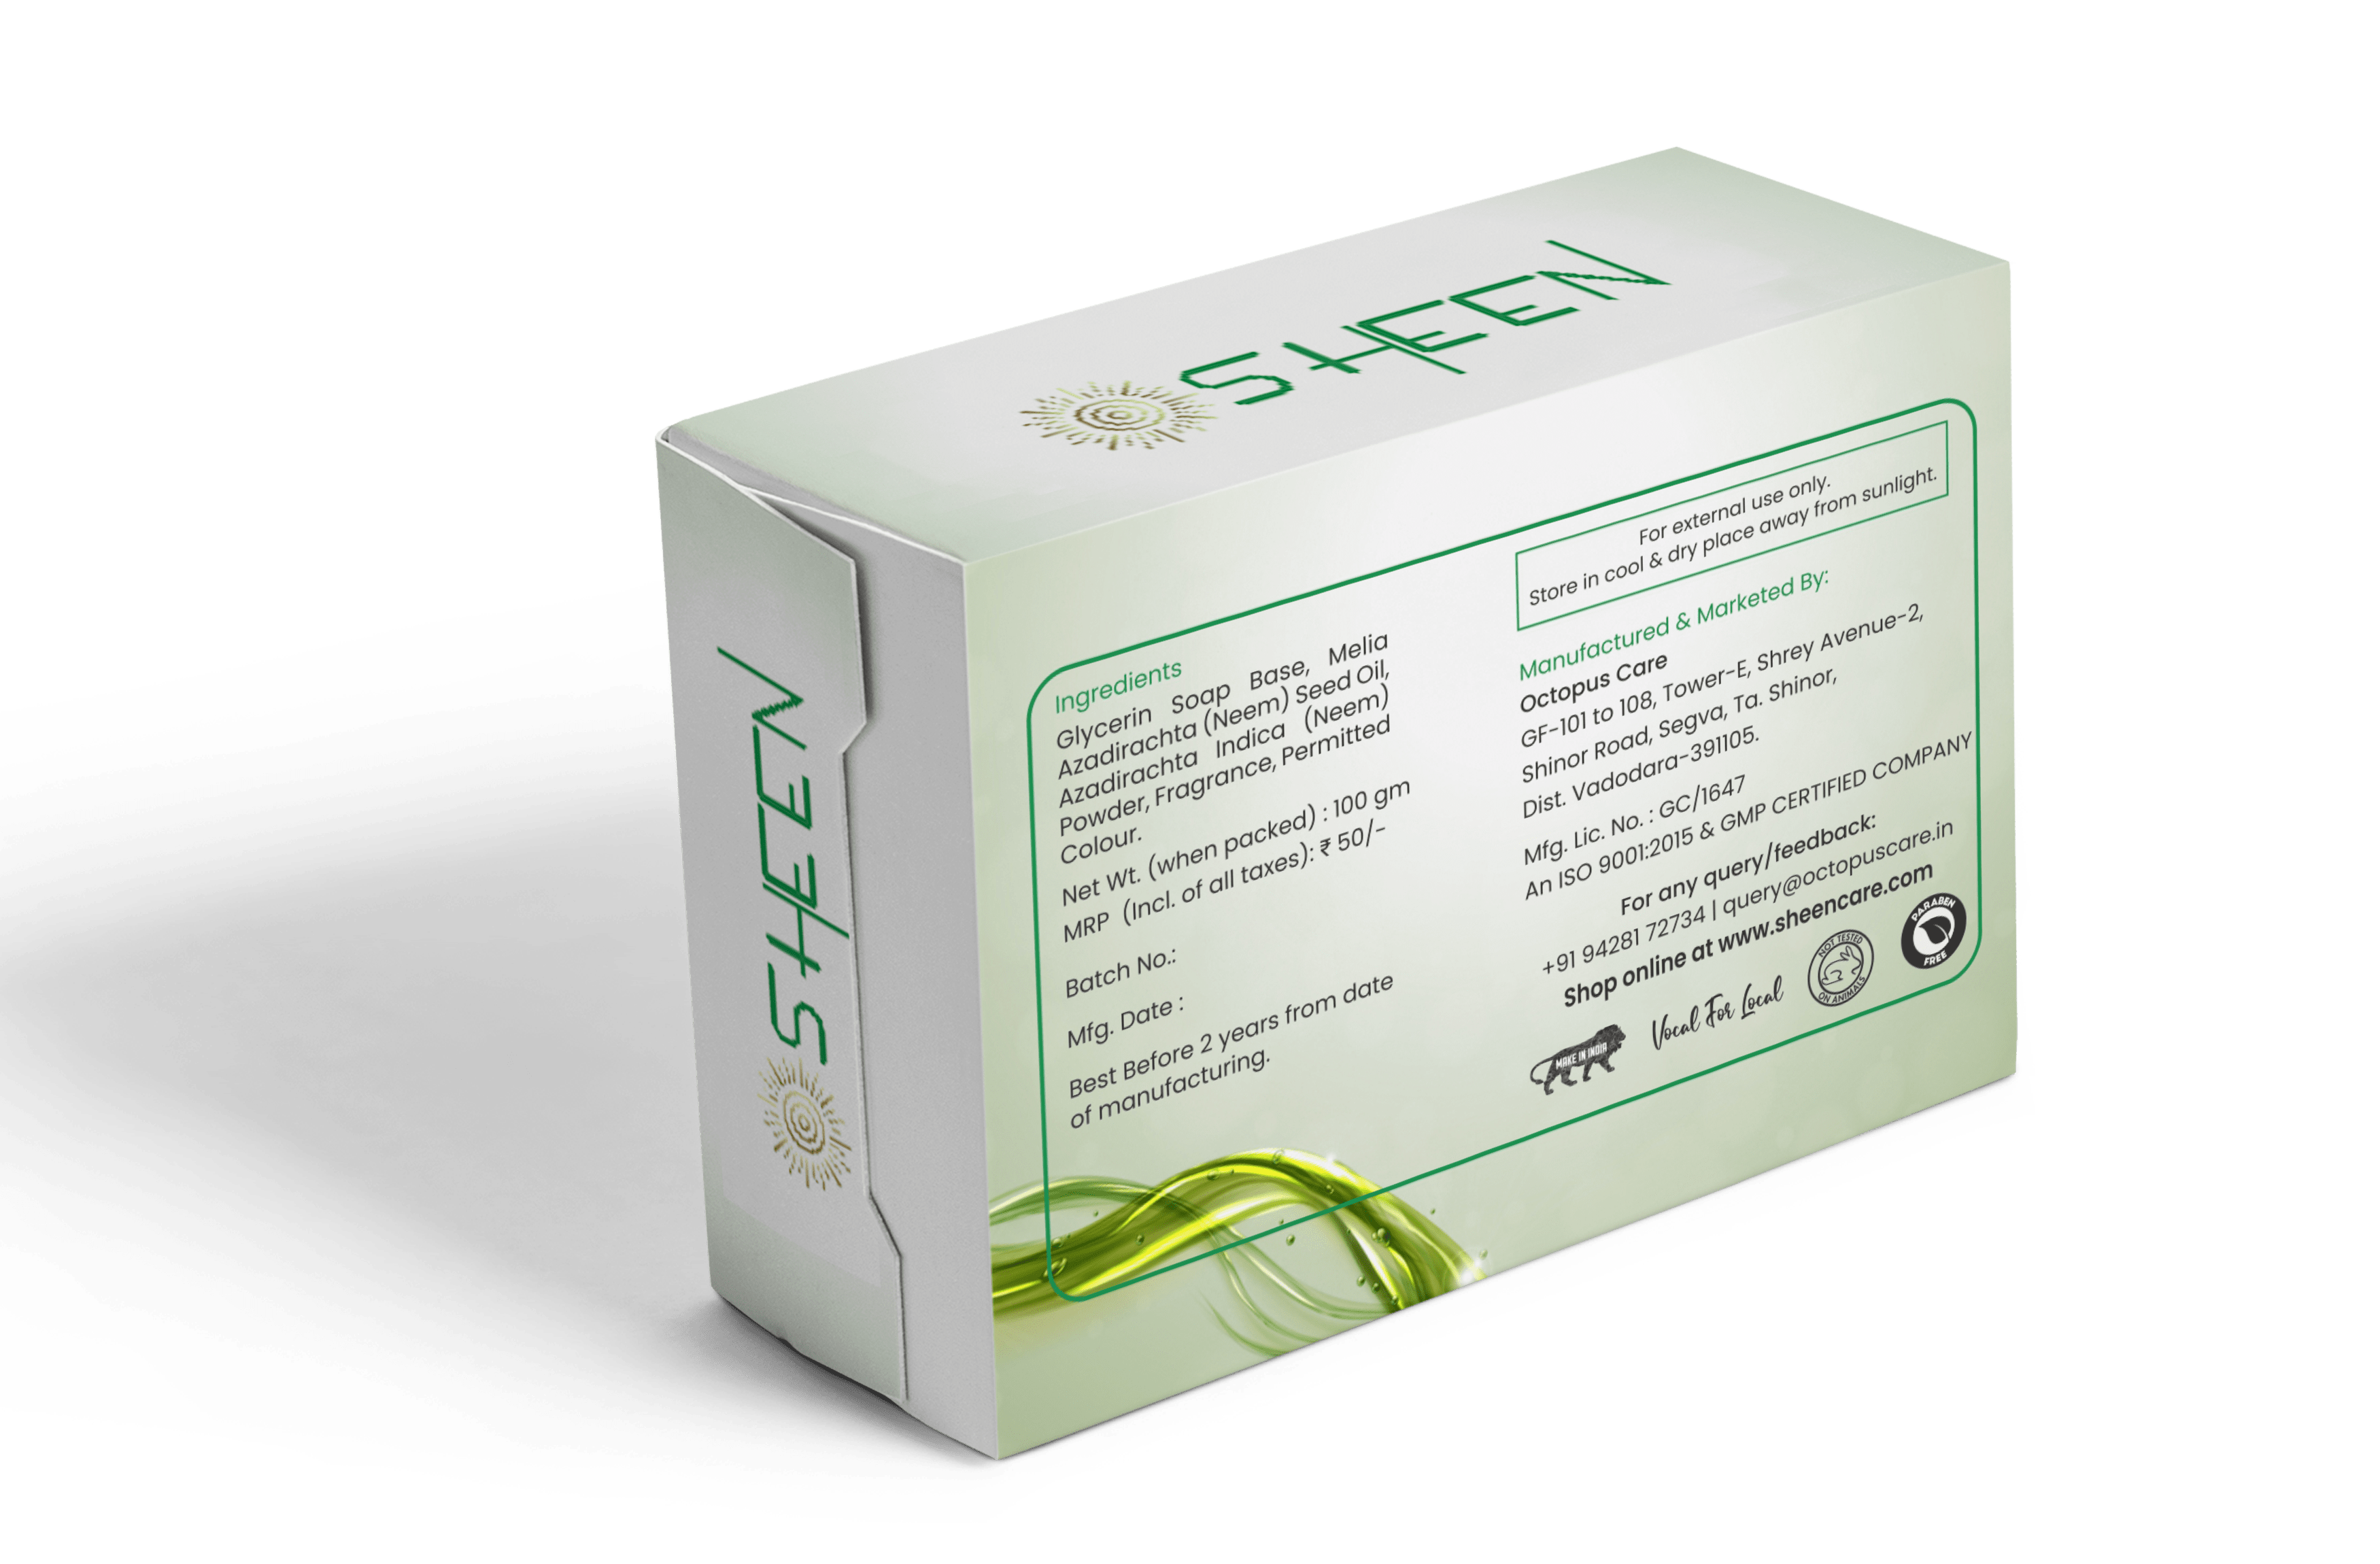 SHEEN
SHEEN
Ingredients
Glycerin Soap Base, Melia
Azadirachta (Neem) Seed Oil,
Azadirachta Indica (Neem)
Powder, Fragrance, Permitted
Colour.
Net Wt. (when packed) : 100 gm
MRP (Incl. of all taxes): ₹ 50/-
Batch No.:
Mfg. Date :
Best Before 2 years from date
of manufacturing.
For external use only.
Store in cool & dry place away from sunlight.
Manufactured & Marketed By:
Octopus Care
GF-101 to 108, Tower-E, Shrey Avenue-2,
Shinor Road, Segva, Ta. Shinor,
Dist. Vadodara-391105.
Mfg. Lic. No. : GC/1647
An ISO 9001:2015 & GMP CERTIFIED COMPANY
For any query/feedback:
+91 94281 72734 | query@octopuscare.in
Shop online at www.sheencare.com
MAKE IN INDIA
Vocal For Local
NOT TESTED
ON ANIMALS
PARABEN
FREE